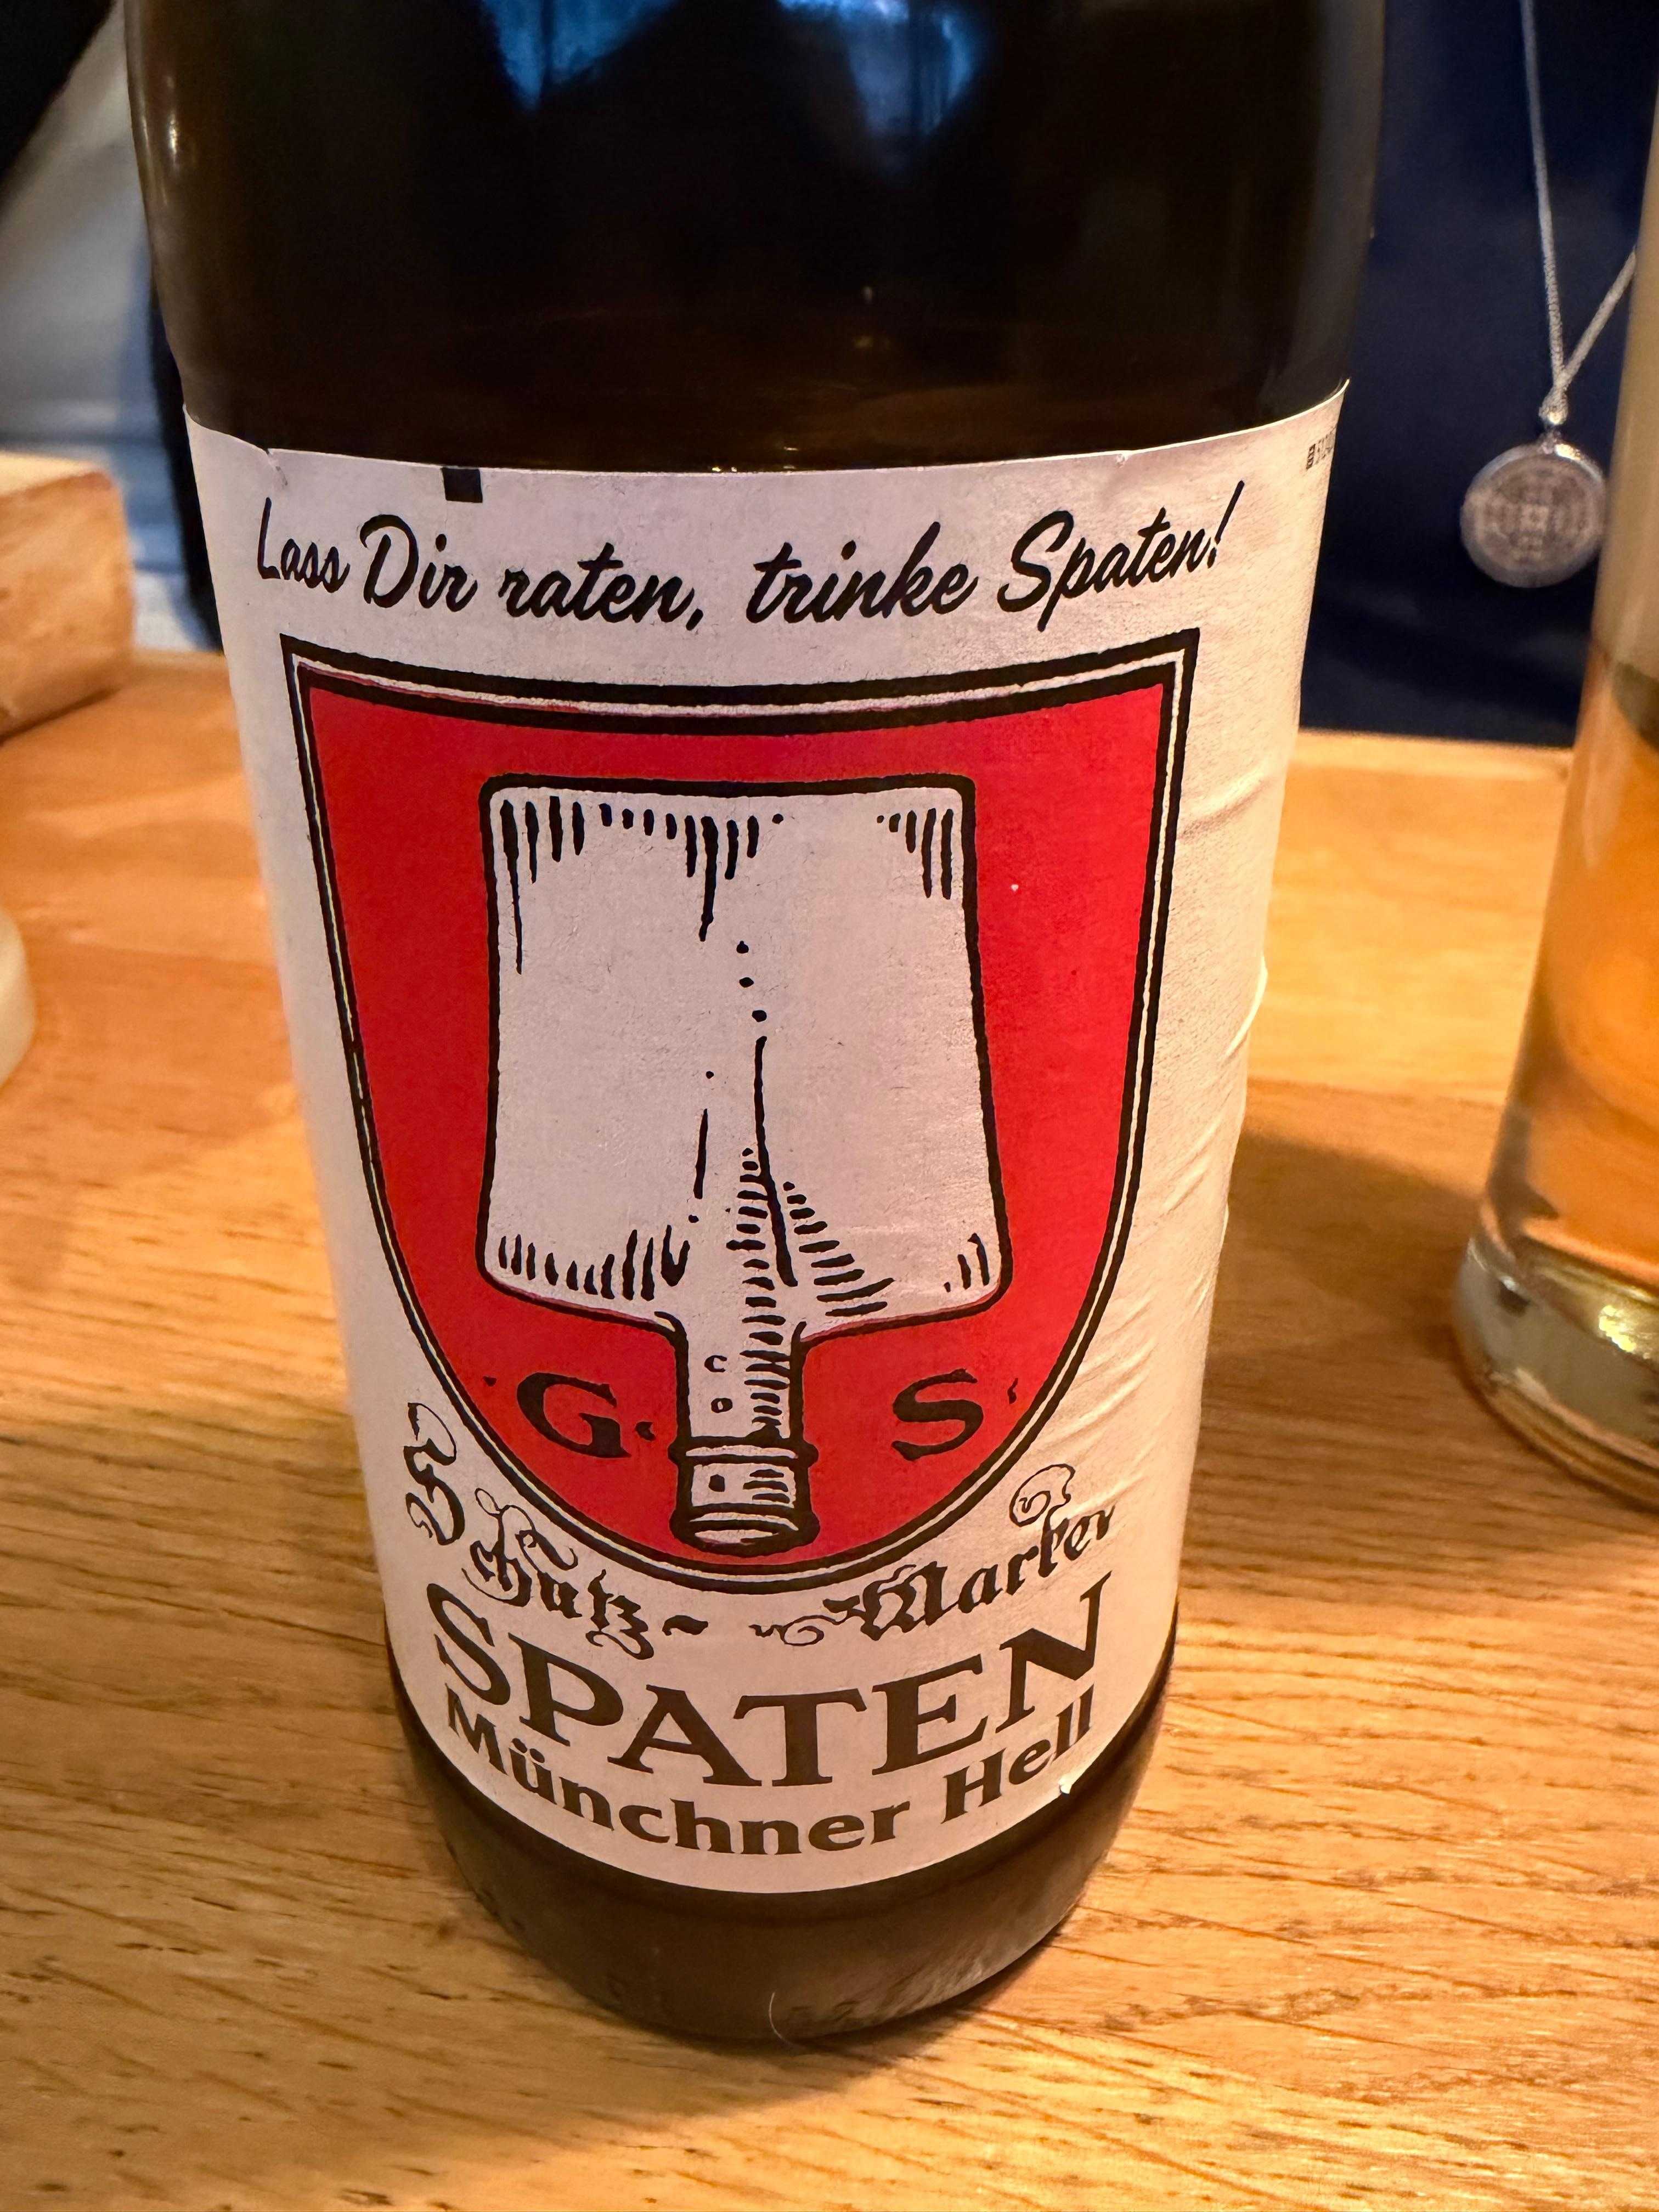 Lass Dir raten, trinke Spaten!
G S
Schutz- Marke
SPATEN
Münchner Hell